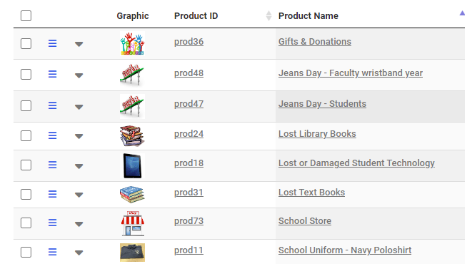 Graphic Product ID Product Name
prod36 Gifts & Donations
prod48 Jeans Day - Faculty wristband year
prod47 Jeans Day - Students
prod24 Lost Library Books
prod18 Lost or Damaged Student Technology
prod31 Lost Text Books
prod73 School Store
prod11 School Uniform - Navy Poloshirt